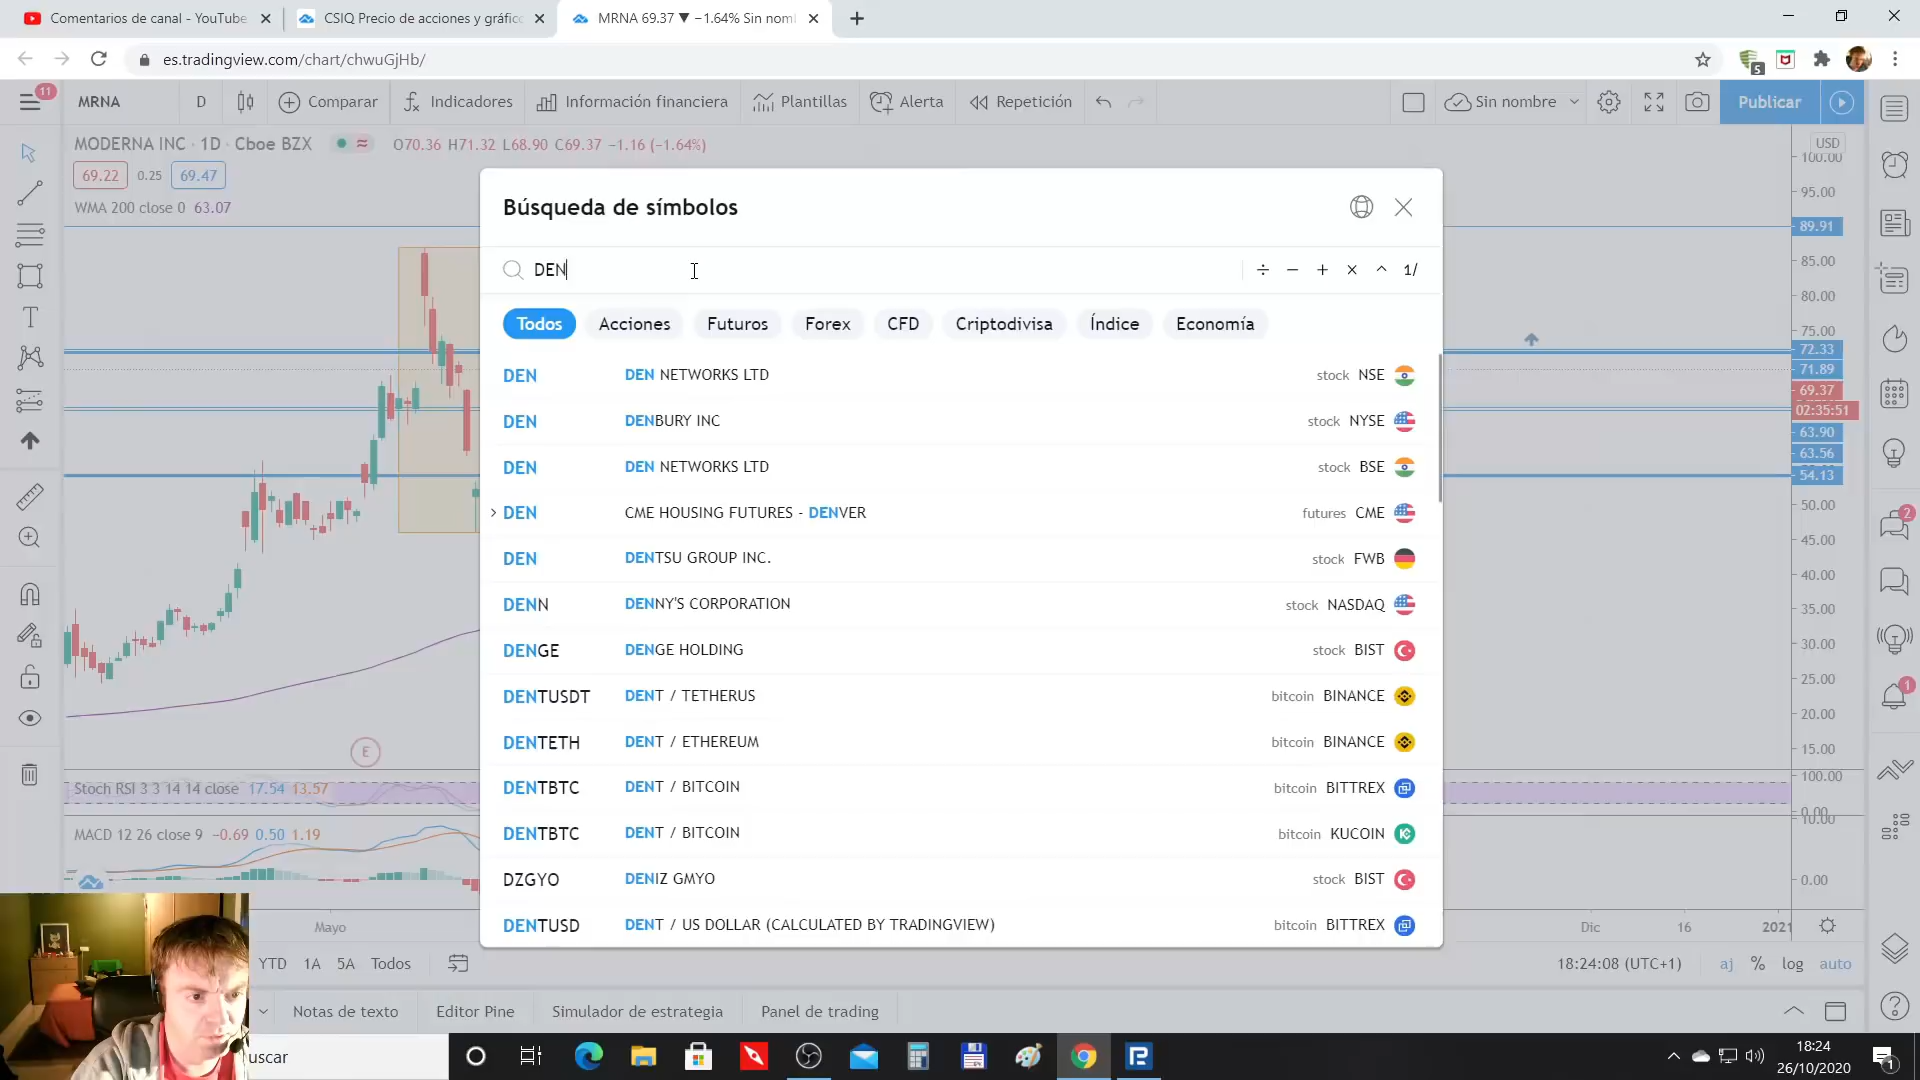 Comentarios de canal - YouTube
CSIQ Precio de acciones y gráfico
MRNA 69.37 ▼ −1.64% Sin nom
es.tradingview.com/chart/chwuGjHb/
5
11
MRNA
D
Comparar
Indicadores
Información financiera
Plantillas
Alerta
Repetición
Sin nombre
Publicar
MODERNA INC · 1D · Cboe BZX
O70.36 H71.32 L68.90 C69.37 −1.16 (−1.64%)
69.22
0.25
69.47
WMA 200 close 0 63.07
USD
100.00
95.00
89.91
85.00
80.00
75.00
72.33
71.89
69.37
02:35:51
63.90
63.56
54.13
50.00
45.00
40.00
35.00
30.00
25.00
20.00
15.00
100.00
0.00
10.00
0.00
Búsqueda de símbolos
DEN
÷ − + × ^ 1/
Todos
Acciones
Futuros
Forex
CFD
Criptodivisa
Índice
Economía
DEN DEN NETWORKS LTD stock NSE
DEN DENBURY INC stock NYSE
DEN DEN NETWORKS LTD stock BSE
DEN CME HOUSING FUTURES - DENVER futures CME
DEN DENTSU GROUP INC. stock FWB
DENN DENNY'S CORPORATION stock NASDAQ
DENGE DENGE HOLDING stock BIST
DENTUSDT DENT / TETHERUS bitcoin BINANCE
DENTETH DENT / ETHEREUM bitcoin BINANCE
DENTBTC DENT / BITCOIN bitcoin BITTREX
DENTBTC DENT / BITCOIN bitcoin KUCOIN
DZGYO DENIZ GMYO stock BIST
DENTUSD DENT / US DOLLAR (CALCULATED BY TRADINGVIEW) bitcoin BITTREX
E
Stoch RSI 3 3 14 14 close 17.54 13.57
MACD 12 26 close 9 −0.69 0.50 1.19
Mayo
Dic
16
2021
YTD
1A
5A
Todos
18:24:08 (UTC+1)
aj
%
log
auto
Notas de texto
Editor Pine
Simulador de estrategia
Panel de trading
2
1
uscar
18:24
26/10/2020
1